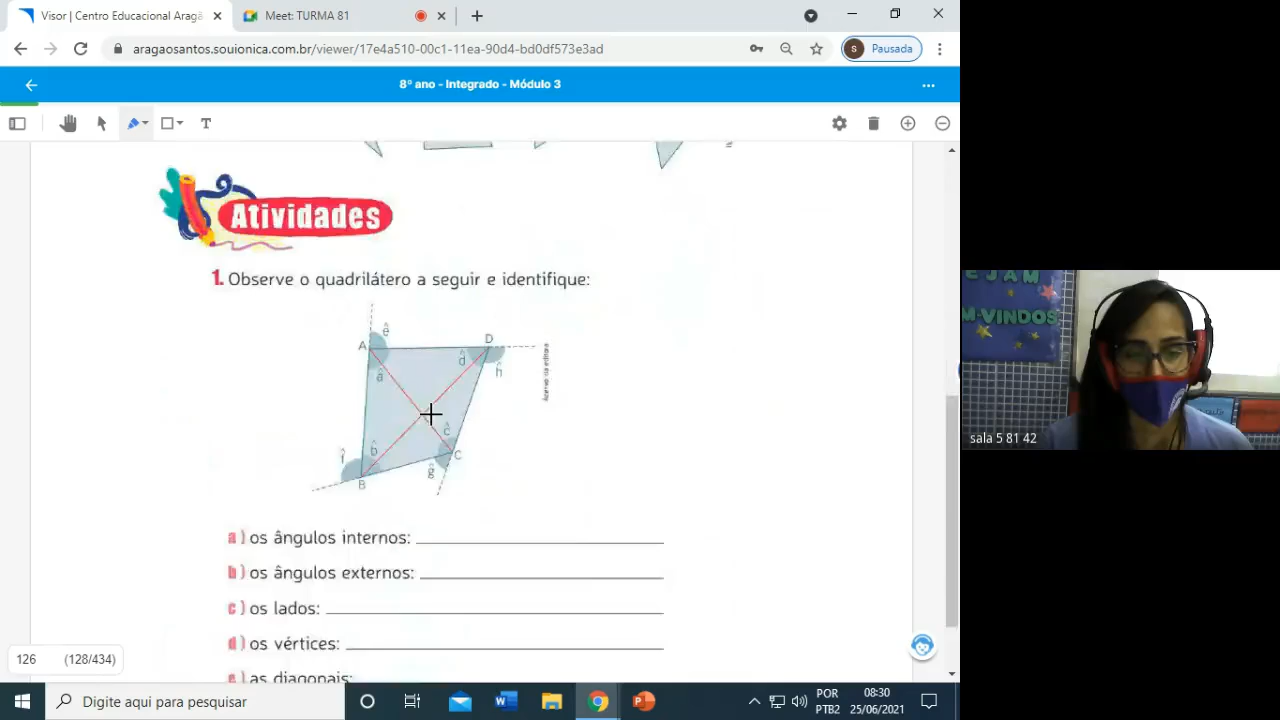 Visor | Centro Educacional Aragã
Meet: TURMA 81
aragaosantos.souionica.com.br/viewer/17e4a510-00c1-11ea-90d4-bd0df573e3ad
s Pausada
8º ano - Integrado - Módulo 3
T
Atividades
1. Observe o quadrilátero a seguir e identifique:
ê
A
D
â
d̂
ĥ
ĉ
b̂
C
ĝ
B
a) os ângulos internos:
b) os ângulos externos:
c) os lados:
d) os vértices:
e) as diagonais:
126 (128/434)
EJAM
M-VINDOS
sala 5 81 42
Digite aqui para pesquisar
POR
PTB2
08:30
25/06/2021